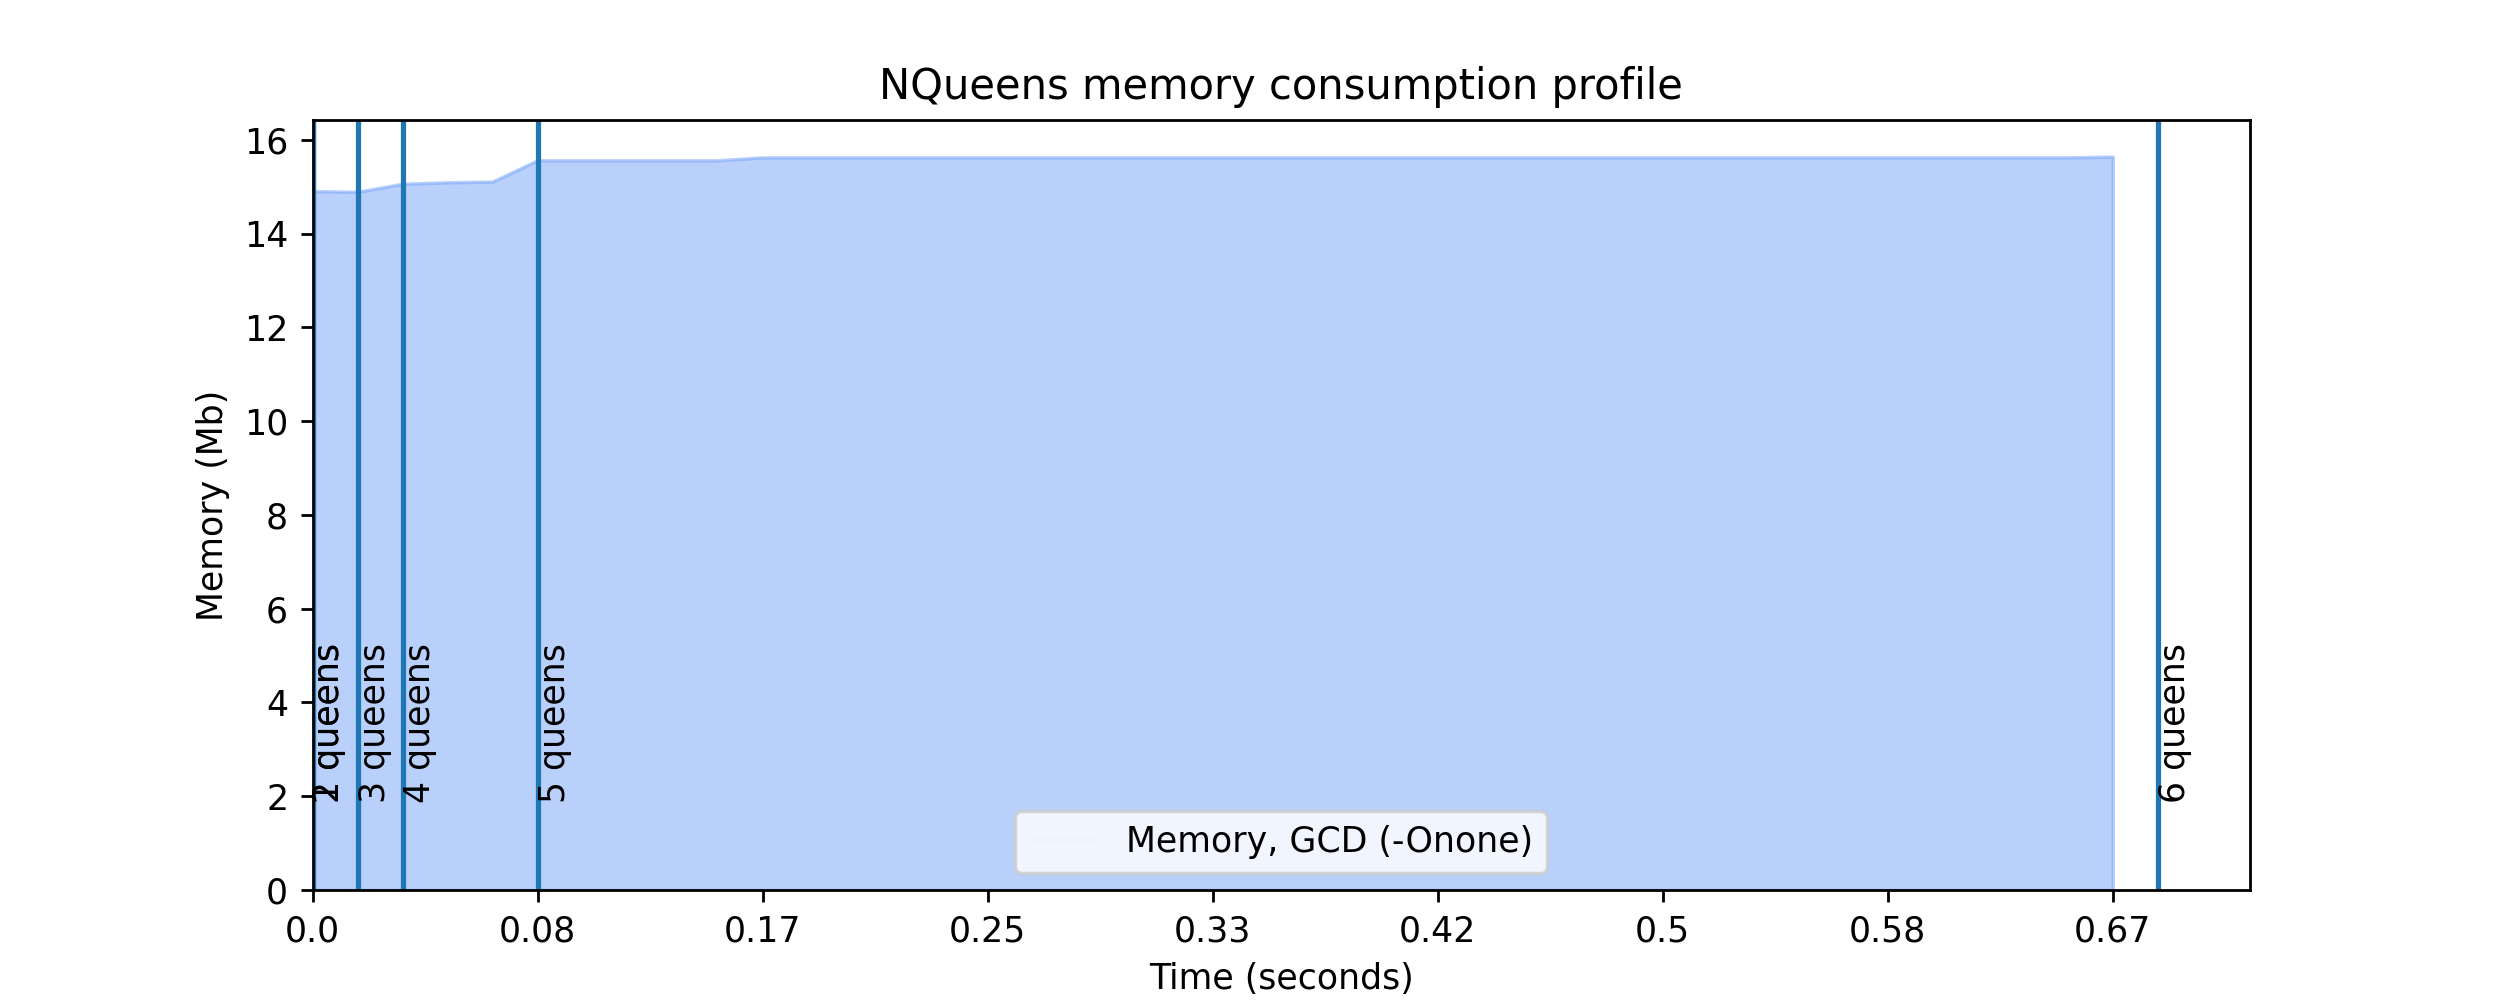 NQueens memory consumption profile
16
14
12
10
8
6
4
2
0
Memory (Mb)
2 queens
3 queens
4 queens
5 queens
6 queens
Memory, GCD (-Onone)
0.0 0.08 0.17 0.25 0.33 0.42 0.5 0.58 0.67
Time (seconds)